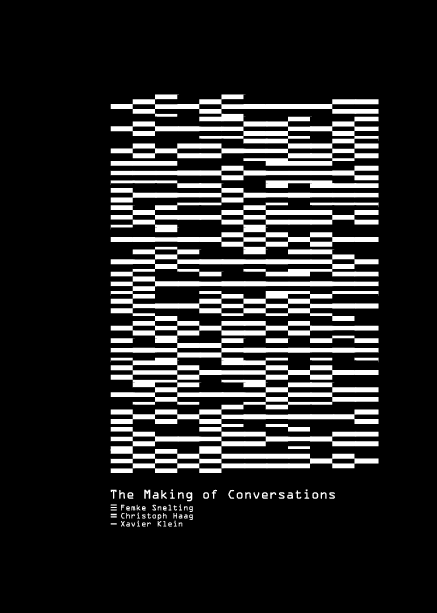 The Making of Conversations
Femke Snelting
Christoph Haag
Xavier Klein